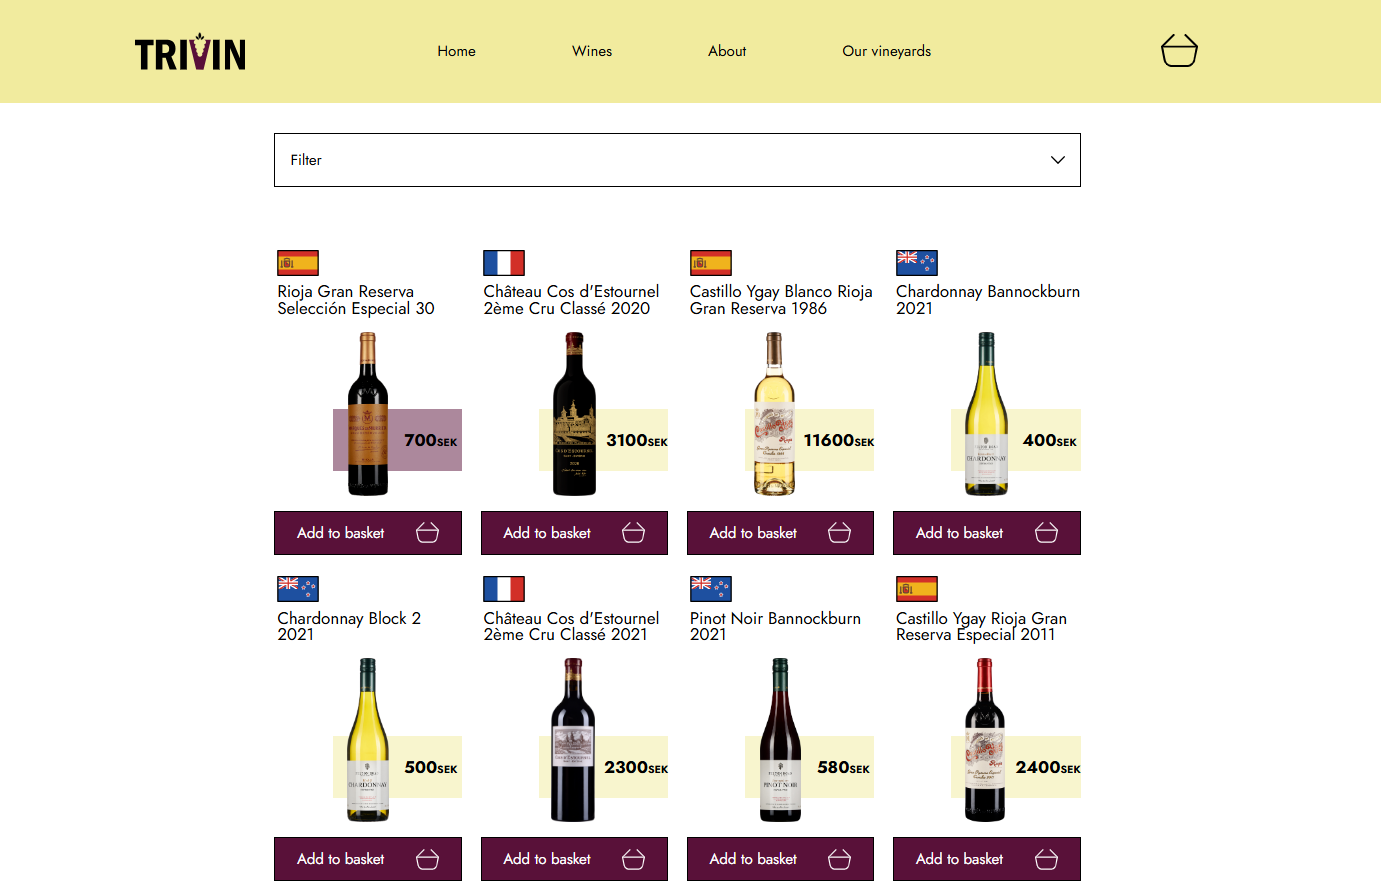 TRIVIN
Home
Wines
About
Our vineyards
Filter
Rioja Gran Reserva
Selección Especial 30
Château Cos d'Estournel
2ème Cru Classé 2020
Castillo Ygay Blanco Rioja
Gran Reserva 1986
Chardonnay Bannockburn
2021
700SEK
3100SEK
11600SEK
400SEK
CHARDONNAY
Add to basket
Add to basket
Add to basket
Add to basket
Chardonnay Block 2
2021
Château Cos d'Estournel
2ème Cru Classé 2021
Pinot Noir Bannockburn
2021
Castillo Ygay Rioja Gran
Reserva Especial 2011
500SEK
2300SEK
580SEK
2400SEK
CHARDONNAY
PINOT NOIR
Add to basket
Add to basket
Add to basket
Add to basket